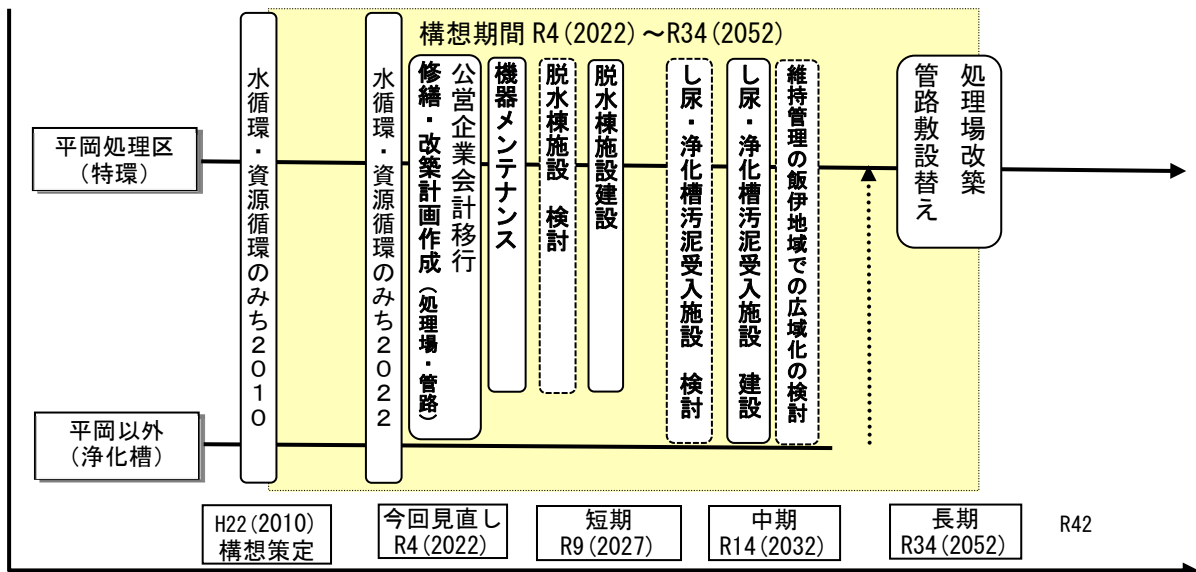 構想期間 R4(2022)～R34(2052)
平岡処理区
（特環）
平岡以外
（浄化槽）
水循環・資源循環のみち２０１０
水循環・資源循環のみち２０２２
公営企業会計移行
修繕・改築計画作成（処理場・管路）
機器メンテナンス
脱水棟施設　検討
脱水棟施設建設
し尿・浄化槽汚泥受入施設　検討
し尿・浄化槽汚泥受入施設　建設
維持管理の飯伊地域での広域化の検討
処理場改築
管路敷設替え
H22(2010)
構想策定
今回見直し
R4(2022)
短期
R9(2027)
中期
R14(2032)
長期
R34(2052)
R42